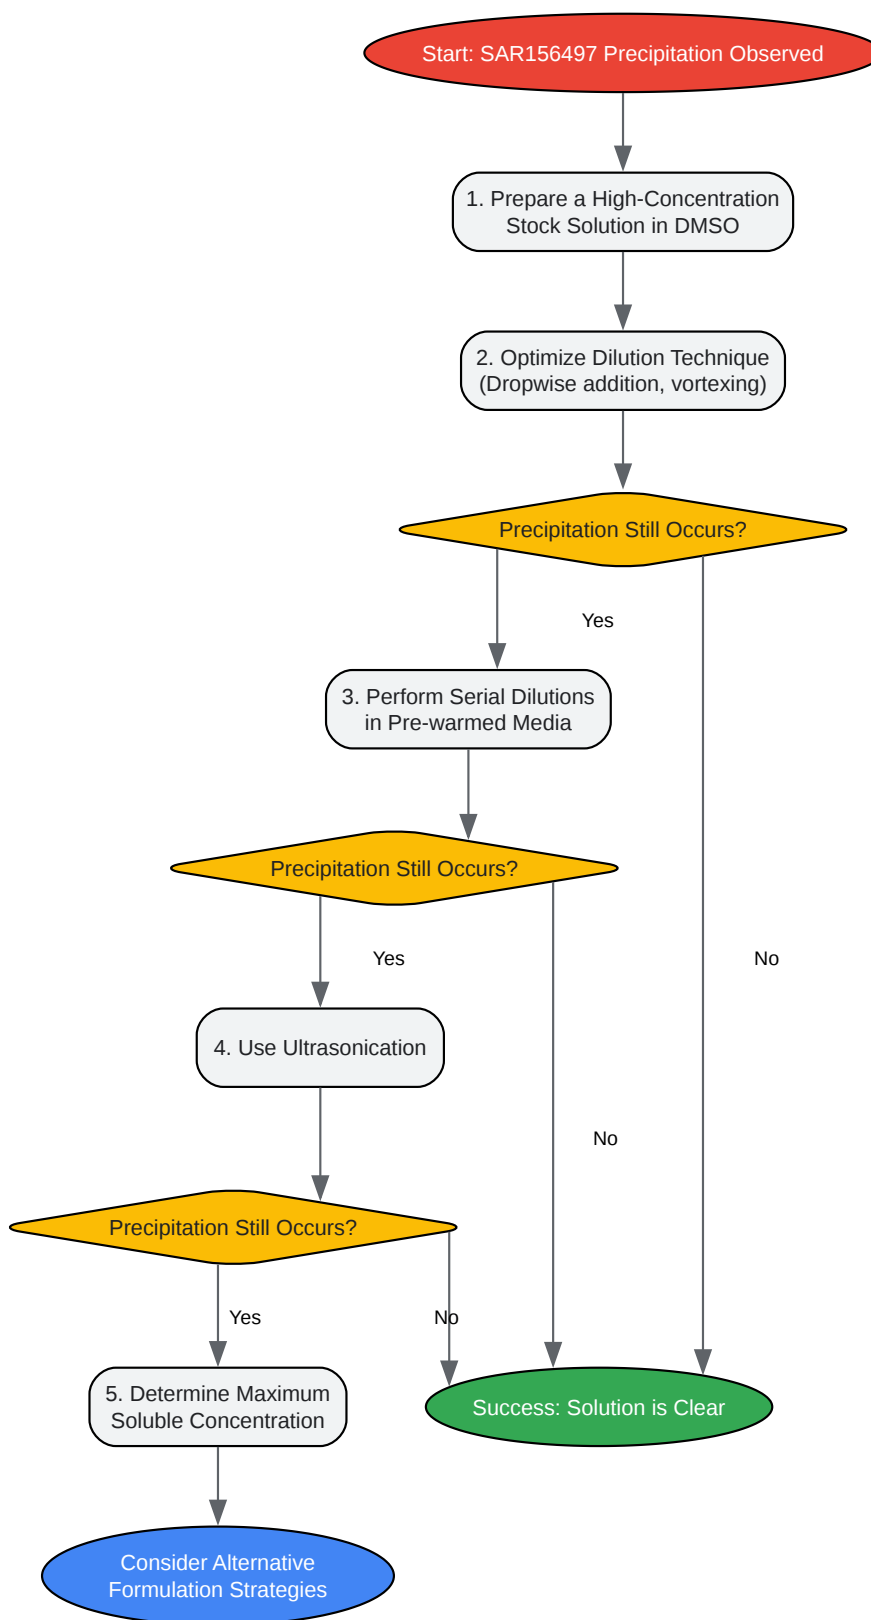 Start: SAR156497 Precipitation Observed
1. Prepare a High-Concentration
Stock Solution in DMSO
2. Optimize Dilution Technique
(Dropwise addition, vortexing)
Precipitation Still Occurs?
Yes
3. Perform Serial Dilutions
in Pre-warmed Media
Precipitation Still Occurs?
Yes
No
4. Use Ultrasonication
No
Precipitation Still Occurs?
Yes
No
5. Determine Maximum
Soluble Concentration
Success: Solution is Clear
Consider Alternative
Formulation Strategies